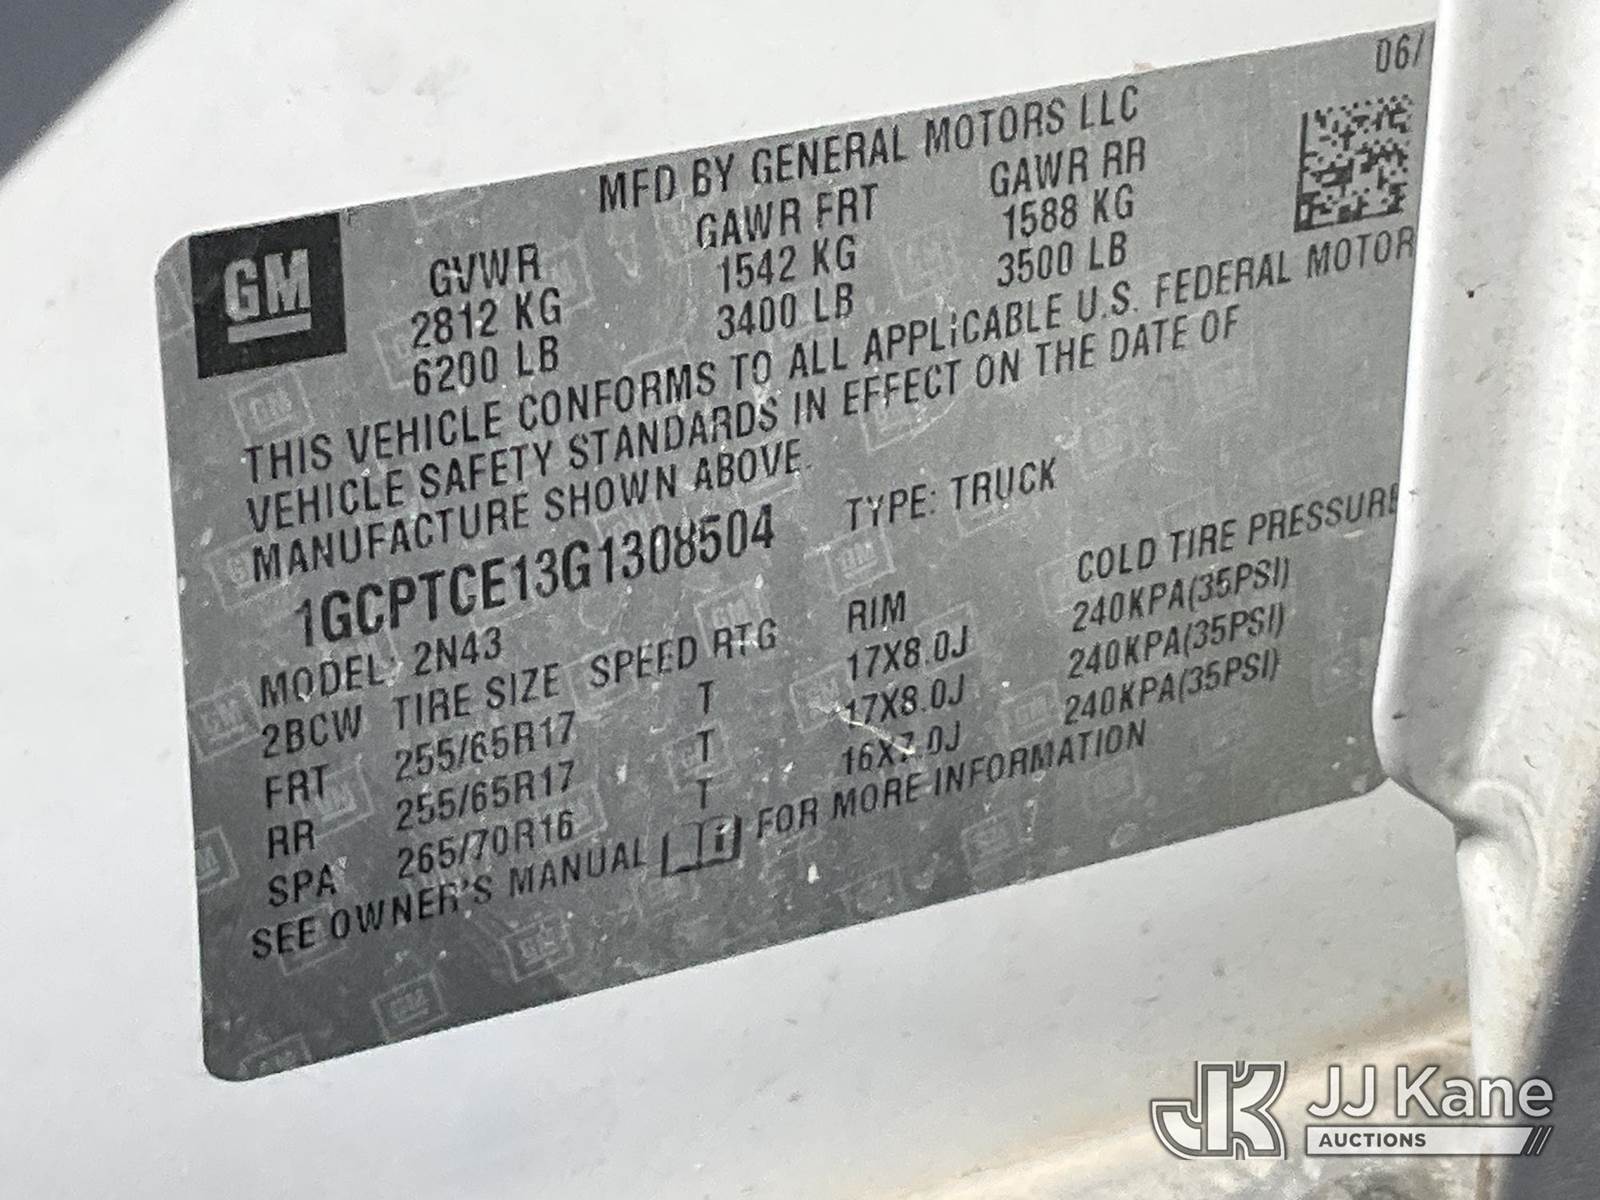 06/
MFD BY GENERAL MOTORS LLC
GM
GVWR GAWR FRT GAWR RR
2812 KG 1542 KG 1588 KG
6200 LB 3400 LB 3500 LB
THIS VEHICLE CONFORMS TO ALL APPLiCABLE U.S. FEDERAL MOTOR
VEHICLE SAFETY STANDARDS IN EFFECT ON THE DATE OF
MANUFACTURE SHOWN ABOVE.
1GCPTCE13G1308504 TYPE: TRUCK
MODEL: 2N43
2BCW TIRE SIZE SPEED RTG RIM COLD TIRE PRESSURE
FRT 255/65R17 T 17X8.0J 240KPA(35PSI)
RR 255/65R17 T 17X8.0J 240KPA(35PSI)
SPA 265/70R16 T 16X7.0J 240KPA(35PSI)
SEE OWNER'S MANUAL FOR MORE INFORMATION
JK JJ Kane
AUCTIONS